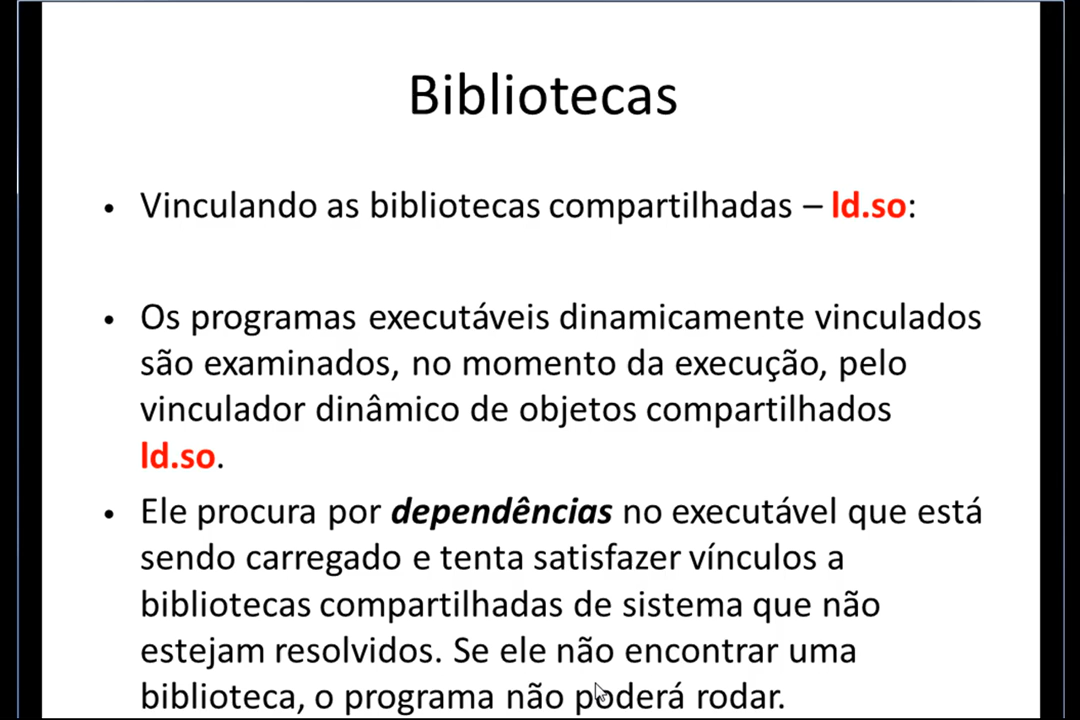 Bibliotecas
• Vinculando as bibliotecas compartilhadas – ld.so:
• Os programas executáveis dinamicamente vinculados
são examinados, no momento da execução, pelo
vinculador dinâmico de objetos compartilhados
ld.so.
• Ele procura por dependências no executável que está
sendo carregado e tenta satisfazer vínculos a
bibliotecas compartilhadas de sistema que não
estejam resolvidos. Se ele não encontrar uma
biblioteca, o programa não poderá rodar.